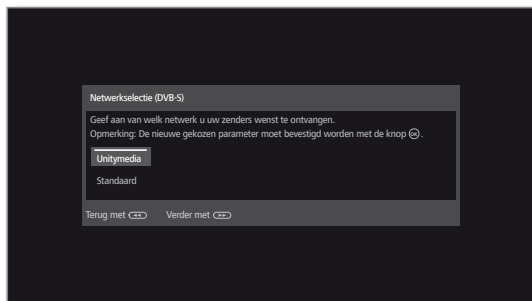 Netwerkselectie (DVB-S)
Geef aan van welk netwerk u uw zenders wenst te ontvangen.
Opmerking: De nieuwe gekozen parameter moet bevestigd worden met de knop OK.
Unitymedia
Standaard
Terug met ◄◄ Verder met ►►